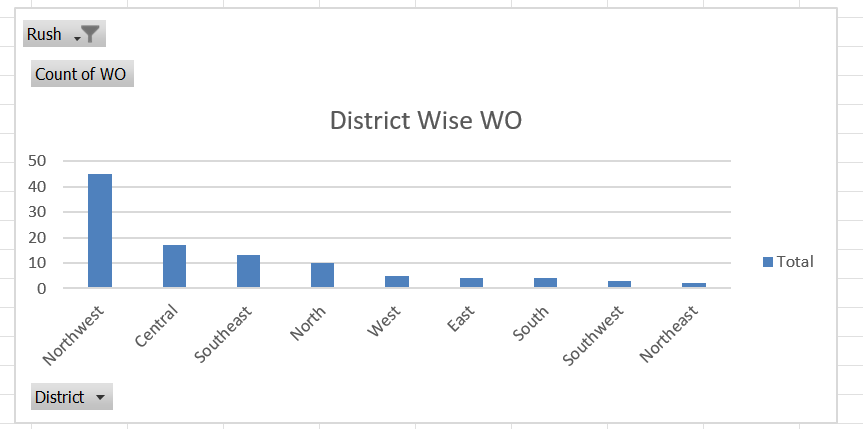 Rush
Count of WO
District Wise WO
50
40
30
20
10
0
Northwest
Central
Southeast
North
West
East
South
Southwest
Northeast
Total
District